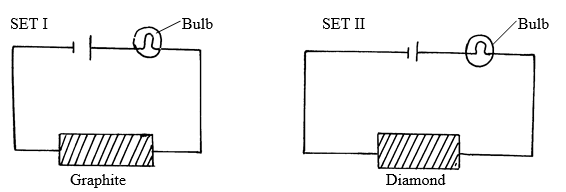 SET I
Bulb
Graphite
SET II
Bulb
Diamond